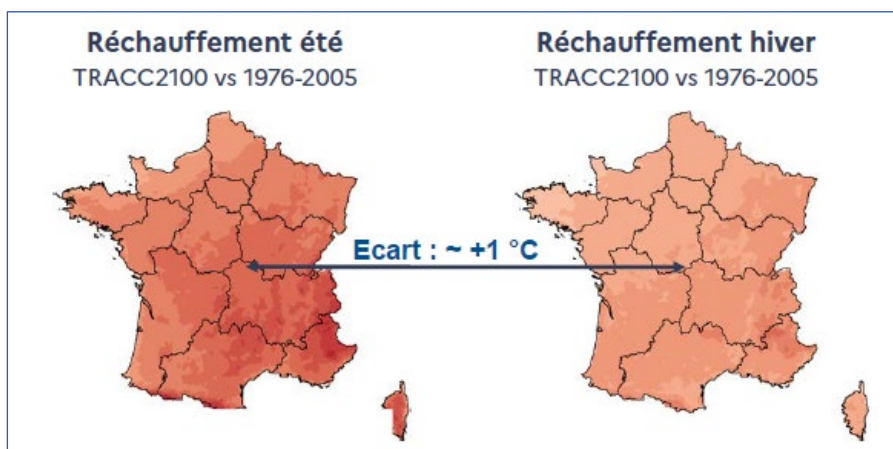 Réchauffement été
TRACC2100 vs 1976-2005
Réchauffement hiver
TRACC2100 vs 1976-2005
Ecart : ~ +1 °C